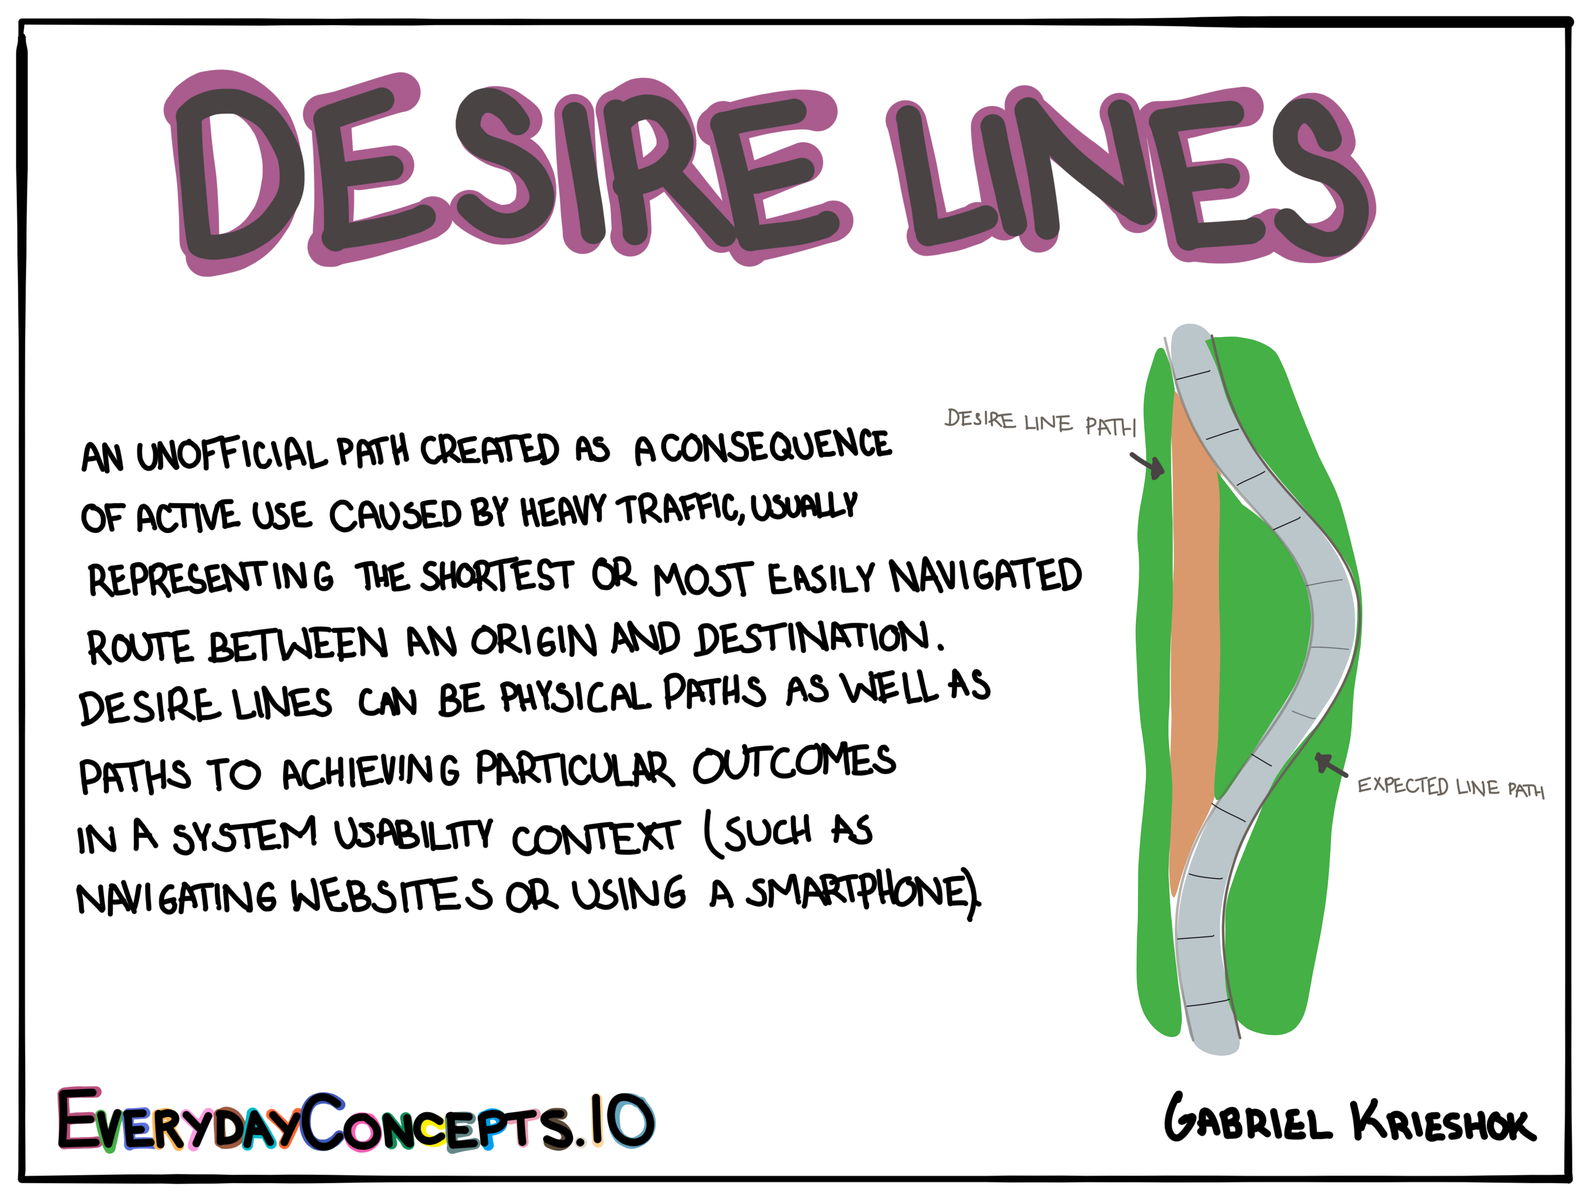 DESIRE LINES
AN UNOFFICIAL PATH CREATED AS A CONSEQUENCE
OF ACTIVE USE CAUSED BY HEAVY TRAFFIC, USUALLY
REPRESENTING THE SHORTEST OR MOST EASILY NAVIGATED
ROUTE BETWEEN AN ORIGIN AND DESTINATION.
DESIRE LINES CAN BE PHYSICAL PATHS AS WELL AS
PATHS TO ACHIEVING PARTICULAR OUTCOMES
IN A SYSTEM USABILITY CONTEXT (SUCH AS
NAVIGATING WEBSITES OR USING A SMARTPHONE).
DESIRE LINE PATH
EXPECTED LINE PATH
EVERYDAYCONCEPTS.IO
GABRIEL KRIESHOK